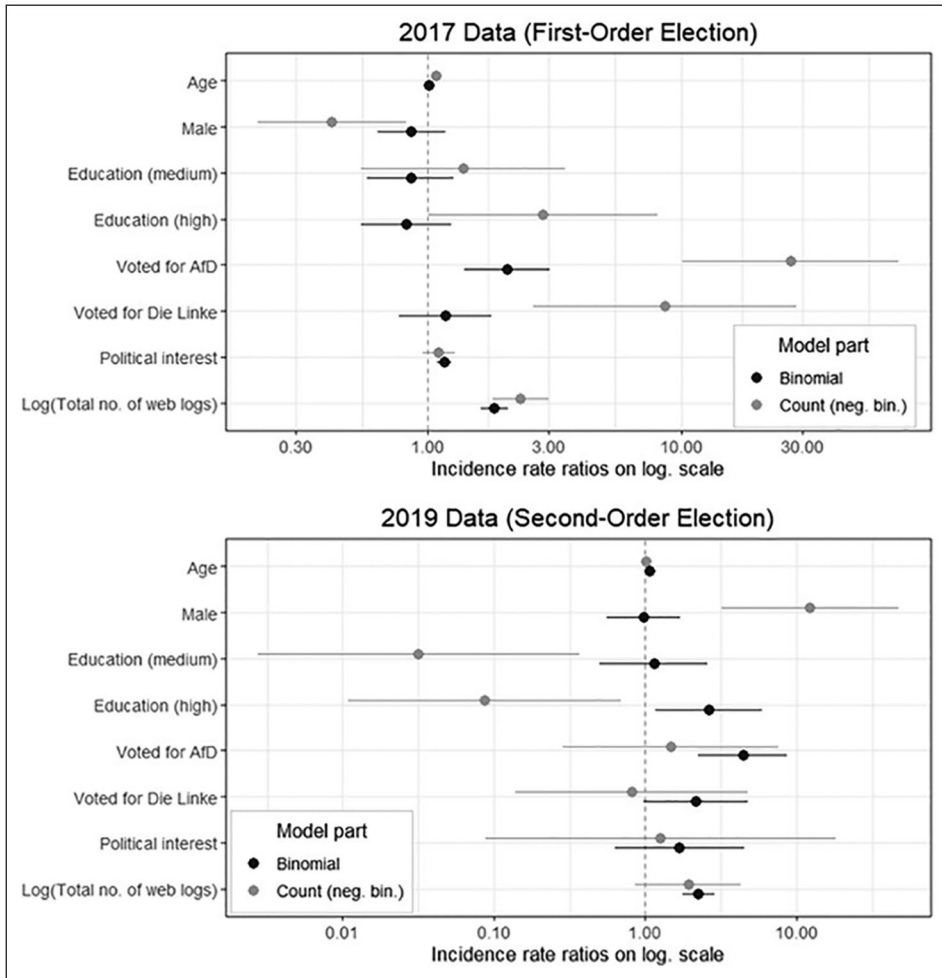 2017 Data (First-Order Election)
Age
Male
Education (medium)
Education (high)
Voted for AfD
Voted for Die Linke
Political interest
Log(Total no. of web logs)
Model part
Binomial
Count (neg. bin.)
0.30 1.00 3.00 10.00 30.00
Incidence rate ratios on log. scale
2019 Data (Second-Order Election)
Age
Male
Education (medium)
Education (high)
Voted for AfD
Voted for Die Linke
Political interest
Log(Total no. of web logs)
Model part
Binomial
Count (neg. bin.)
0.01 0.10 1.00 10.00
Incidence rate ratios on log. scale